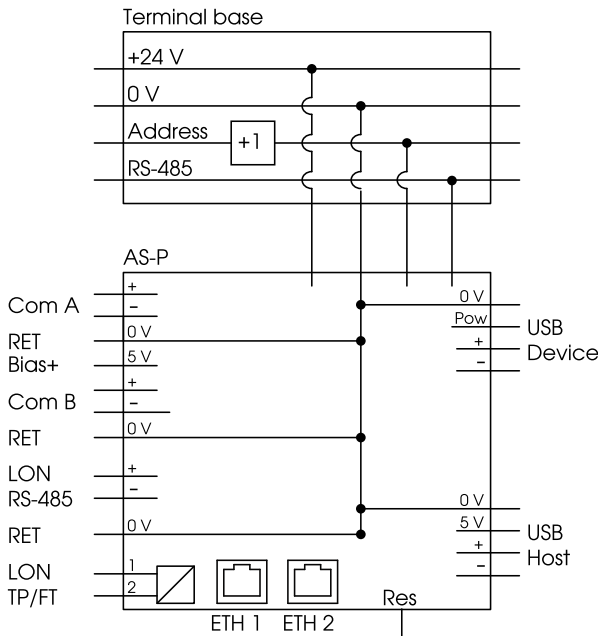 Terminal base
+24 V
0 V
Address
+1
RS-485
AS-P
Com A
+
-
RET
0 V
Bias+
5 V
Com B
+
-
RET
0 V
LON
RS-485
+
-
RET
0 V
LON
TP/FT
1
2
ETH 1
ETH 2
Res
0 V
Pow
+
-
USB
Device
0 V
5 V
+
-
USB
Host